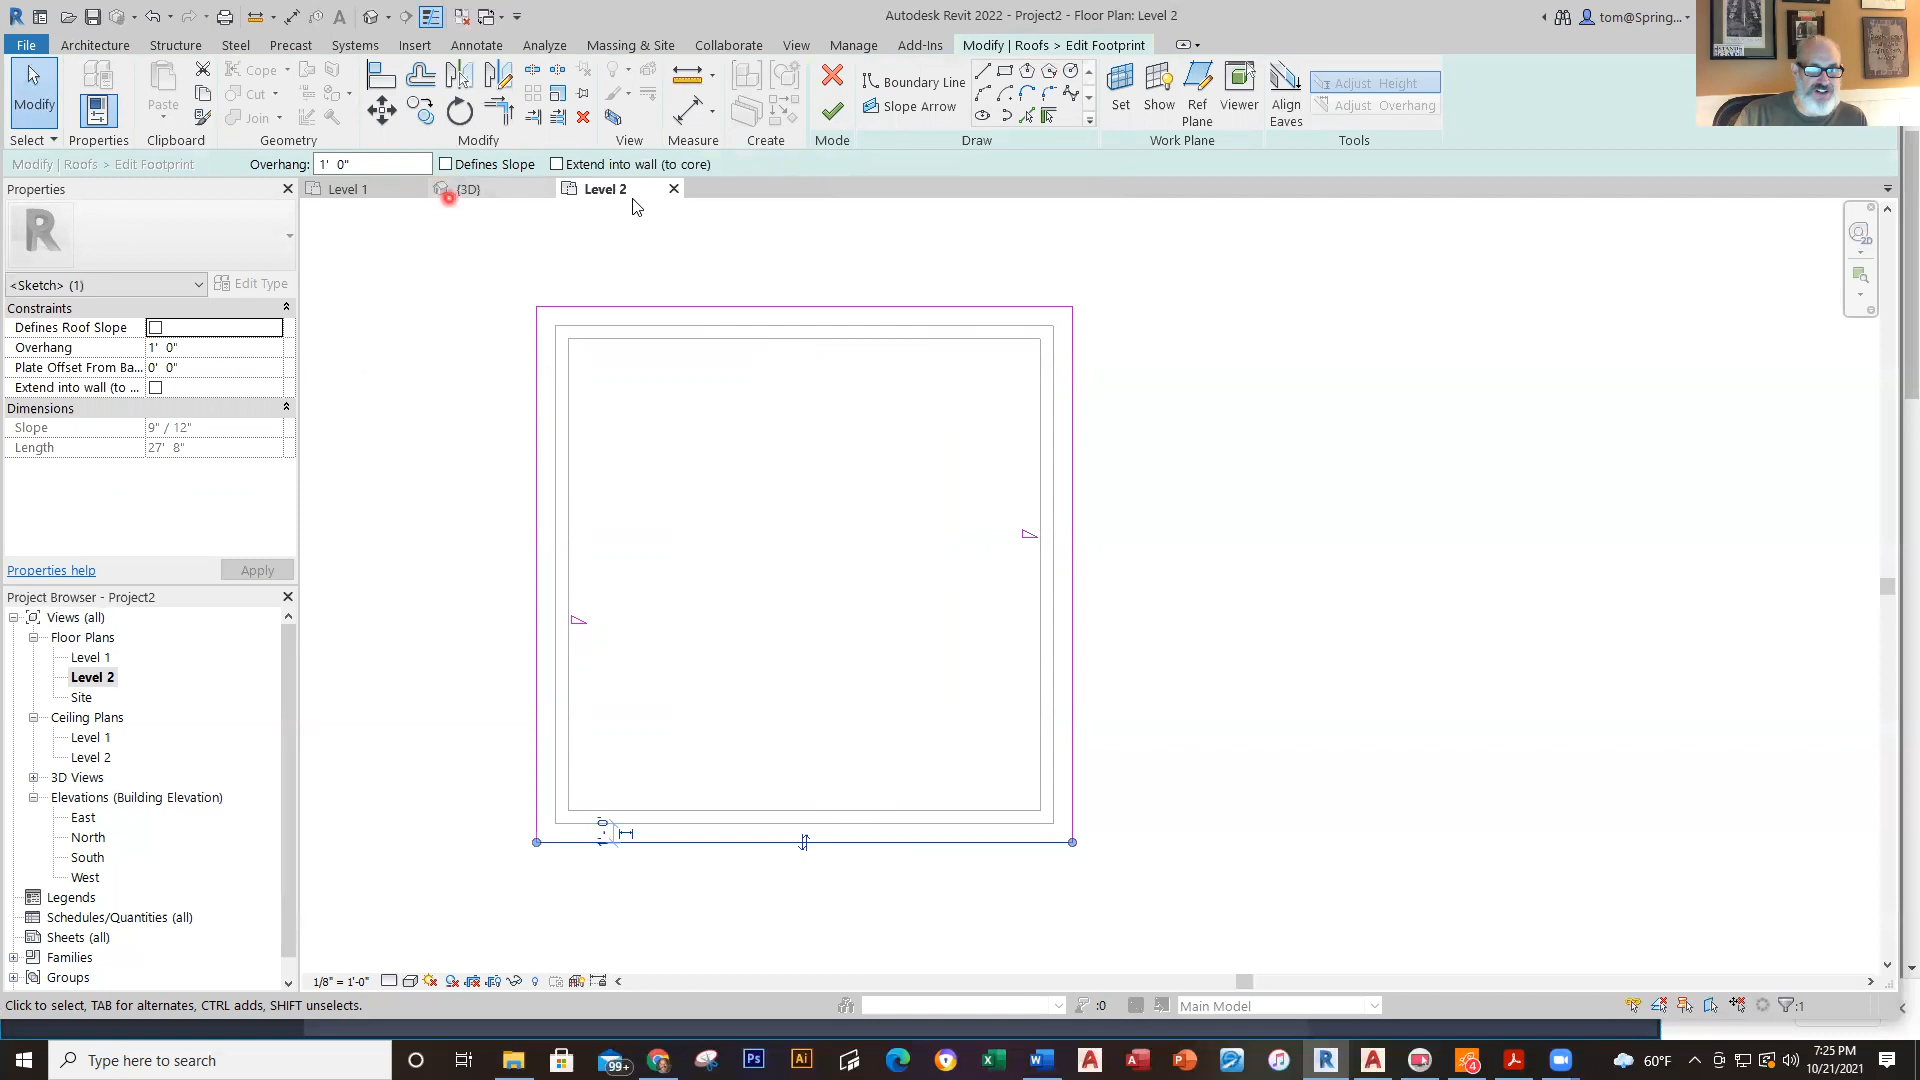 Autodesk Revit 2022 - Project2 - Floor Plan: Level 2
tom@Spring...
File Architecture Structure Steel Precast Systems Insert Annotate Analyze Massing & Site Collaborate View Manage Add-Ins Modify | Roofs > Edit Footprint
Modify
Paste
Cope
Cut
Join
Boundary Line
Slope Arrow
Set
Show
Ref
Plane
Viewer
Align
Eaves
Adjust Height
Adjust Overhang
Select Properties Clipboard Geometry Modify View Measure Create Mode Draw Work Plane Tools
Modify | Roofs > Edit Footprint Overhang: 1' 0" Defines Slope Extend into wall (to core)
Properties
Level 1
{3D}
Level 2
R
2D
<Sketch> (1)
Edit Type
Constraints
Defines Roof Slope
Overhang 1' 0"
Plate Offset From Ba... 0' 0"
Extend into wall (to ...
Dimensions
Slope 9" / 12"
Length 27' 8"
Properties help
Apply
Project Browser - Project2
Views (all)
Floor Plans
Level 1
Level 2
Site
Ceiling Plans
Level 1
Level 2
3D Views
Elevations (Building Elevation)
East
North
South
West
Legends
Schedules/Quantities (all)
Sheets (all)
Families
Groups
1/8" = 1'-0"
Click to select, TAB for alternates, CTRL adds, SHIFT unselects.
:0
Main Model
:1
Type here to search
99+
Ps
Ai
4
60°F
7:25 PM
10/21/2021